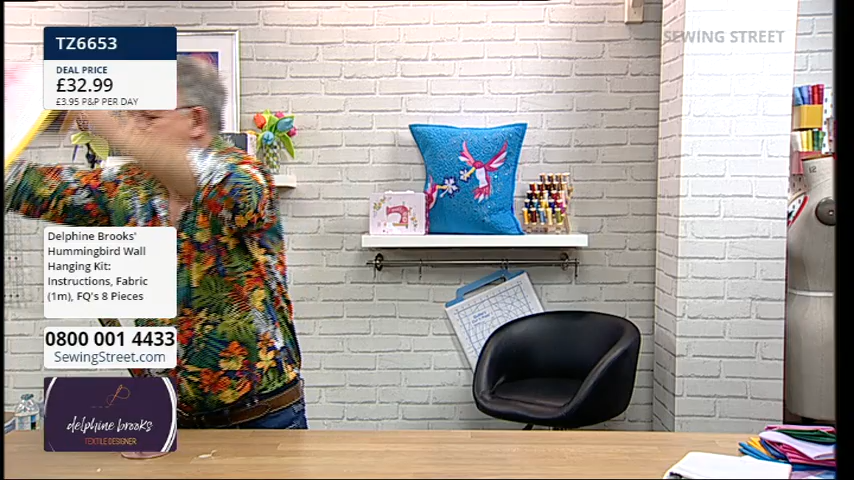 TZ6653
DEAL PRICE
£32.99
£3.95 P&P PER DAY
SEWING STREET
Delphine Brooks'
Hummingbird Wall
Hanging Kit:
Instructions, Fabric
(1m), FQ's 8 Pieces
0800 001 4433
SewingStreet.com
delphine brooks
TEXTILE DESIGNER